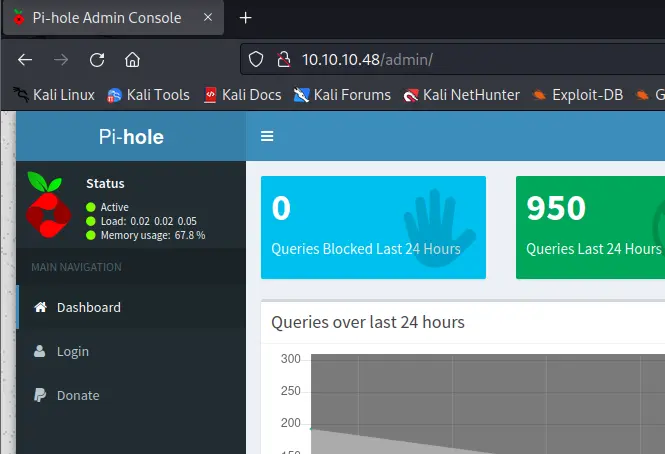 Pi-hole Admin Console
10.10.10.48/admin/
Kali Linux Kali Tools Kali Docs Kali Forums Kali NetHunter Exploit-DB G
Pi-hole
Status
Active
Load: 0.02 0.02 0.05
Memory usage: 67.8 %
MAIN NAVIGATION
Dashboard
Login
Donate
0
Queries Blocked Last 24 Hours
950
Queries Last 24 Hours
Queries over last 24 hours
300
250
200
150